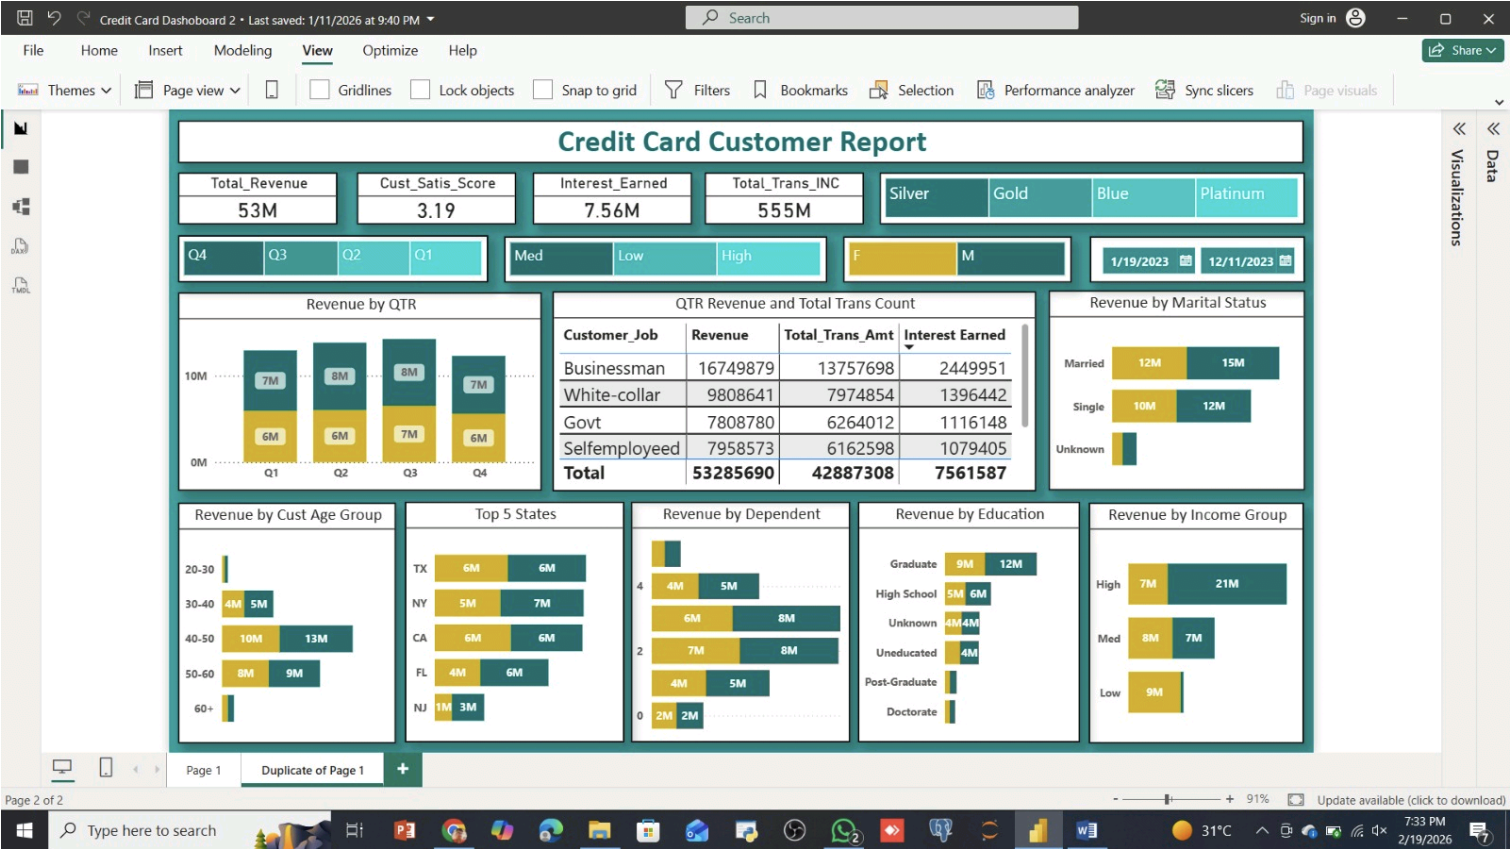 Credit Card Dashoboard 2 • Last saved: 1/11/2026 at 9:40 PM
Search
Sign in
File Home Insert Modeling View Optimize Help
Share
Themes Page view Gridlines Lock objects Snap to grid Filters Bookmarks Selection Performance analyzer Sync slicers Page visuals
Visualizations
Data
DAX
TMDL
Credit Card Customer Report
Total_Revenue
53M
Cust_Satis_Score
3.19
Interest_Earned
7.56M
Total_Trans_INC
555M
Silver Gold Blue Platinum
Q4 Q3 Q2 Q1
Med Low High
F M
1/19/2023 12/11/2023
Revenue by QTR
10M
0M
7M 8M 8M 7M
6M 6M 7M 6M
Q1 Q2 Q3 Q4
QTR Revenue and Total Trans Count
Customer_Job Revenue Total_Trans_Amt Interest Earned
Businessman 16749879 13757698 2449951
White-collar 9808641 7974854 1396442
Govt 7808780 6264012 1116148
Selfemployeed 7958573 6162598 1079405
Total 53285690 42887308 7561587
Revenue by Marital Status
Married 12M 15M
Single 10M 12M
Unknown
Revenue by Cust Age Group
20-30
30-40 4M 5M
40-50 10M 13M
50-60 8M 9M
60+
Top 5 States
TX 6M 6M
NY 5M 7M
CA 6M 6M
FL 4M 6M
NJ 1M 3M
Revenue by Dependent
4 4M 5M
6M 8M
2 7M 8M
4M 5M
0 2M 2M
Revenue by Education
Graduate 9M 12M
High School 5M 6M
Unknown 4M 4M
Uneducated 4M
Post-Graduate
Doctorate
Revenue by Income Group
High 7M 21M
Med 8M 7M
Low 9M
Page 1 Duplicate of Page 1 +
Page 2 of 2
- + 91% Update available (click to download)
Type here to search
2
31°C
7:33 PM
2/19/2026
7